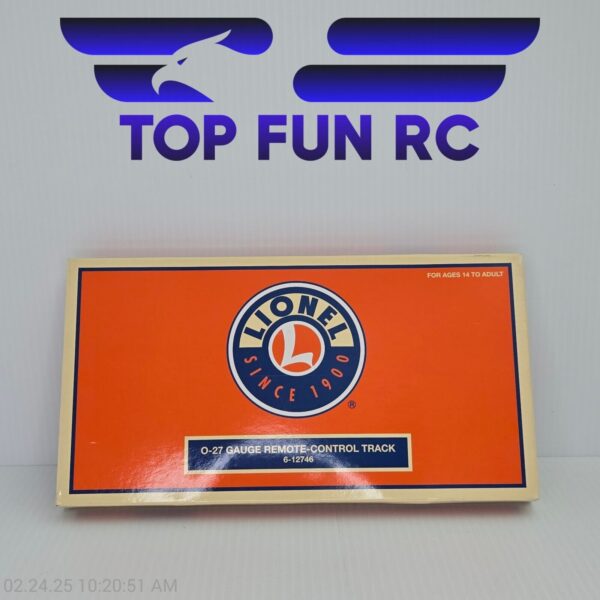 TOP FUN RC
FOR AGES 14 TO ADULT
LIONEL
L
SINCE 1900
®
O-27 GAUGE REMOTE-CONTROL TRACK
6-12746
02.24.25 10:20:51 AM